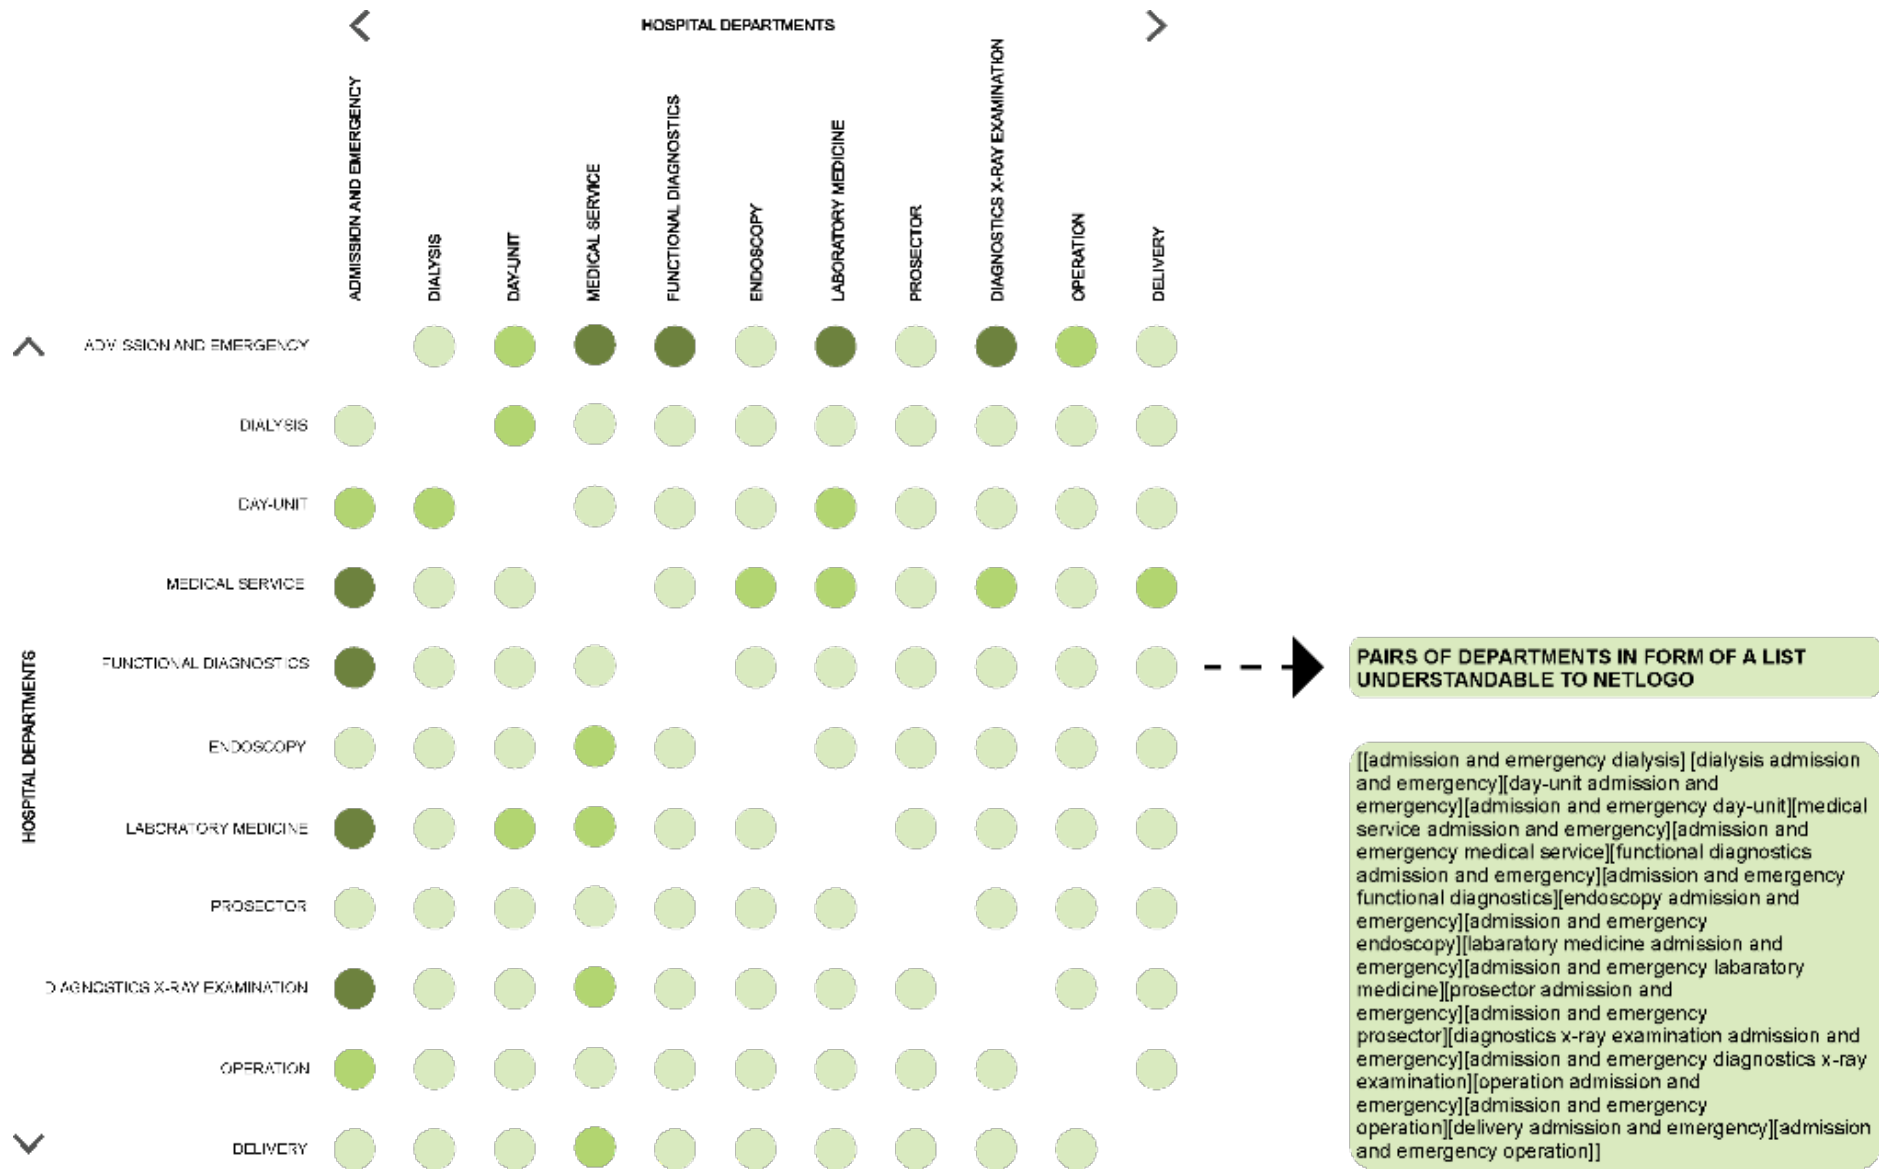 HOSPITAL DEPARTMENTS
ADMISSION AND EMERGENCY
DIALYSIS
DAY-UNIT
MEDICAL SERVICE
FUNCTIONAL DIAGNOSTICS
ENDOSCOPY
LABORATORY MEDICINE
PROSECTOR
DIAGNOSTICS X-RAY EXAMINATION
OPERATION
DELIVERY
HOSPITAL DEPARTMENTS
ADMISSION AND EMERGENCY
DIALYSIS
DAY-UNIT
MEDICAL SERVICE
FUNCTIONAL DIAGNOSTICS
ENDOSCOPY
LABORATORY MEDICINE
PROSECTOR
DIAGNOSTICS X-RAY EXAMINATION
OPERATION
DELIVERY
PAIRS OF DEPARTMENTS IN FORM OF A LIST
UNDERSTANDABLE TO NETLOGO
[[admission and emergency dialysis] [dialysis admission
and emergency][day-unit admission and
emergency][admission and emergency day-unit][medical
service admission and emergency][admission and
emergency medical service][functional diagnostics
admission and emergency][admission and emergency
functional diagnostics][endoscopy admission and
emergency][admission and emergency
endoscopy][labaratory medicine admission and
emergency][admission and emergency labaratory
medicine][prosector admission and
emergency][admission and emergency
prosector][diagnostics x-ray examination admission and
emergency][admission and emergency diagnostics x-ray
examination][operation admission and
emergency][admission and emergency
operation][delivery admission and emergency][admission
and emergency operation]]